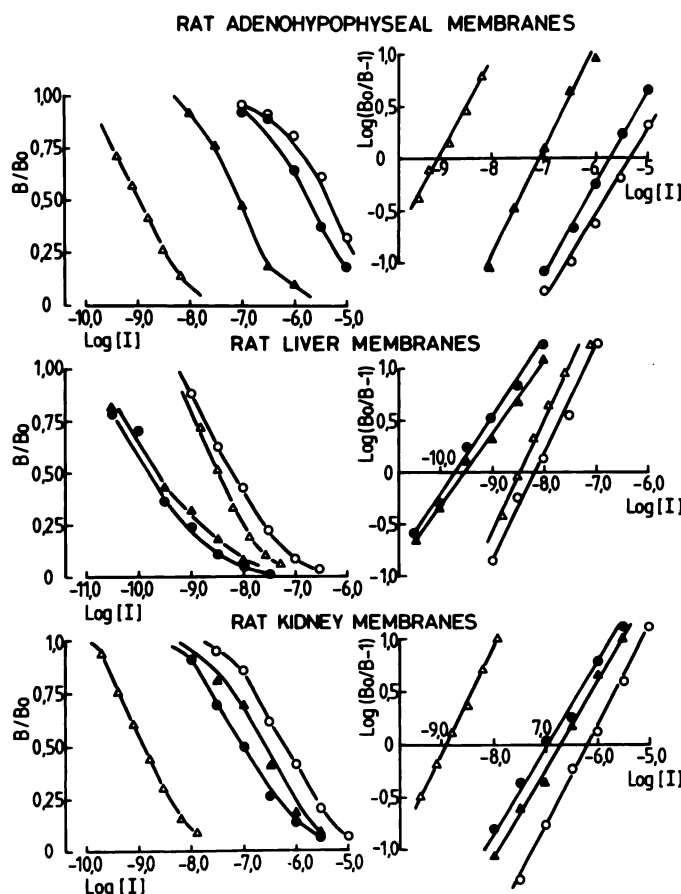 RAT ADENOHYPOPHYSEAL MEMBRANES
B/Bo
1,00
0,75
0,50
0,25
0
-10,0 -9,0 -8,0 -7,0 -6,0 -5,0
Log [I]
Log(Bo/B-1)
1,0
0,5
0
-0,5
-1,0
-9 -8 -7 -6 -5
Log[I]
RAT LIVER MEMBRANES
B/Bo
1,00
0,75
0,50
0,25
0
-11,0 -10,0 -9,0 -8,0 -7,0 -6,0
Log [I]
Log(Bo/B-1)
1,0
0,5
0
-0,5
-1,0
-10,0 -9,0 -8,0 -7,0 -6,0
Log[I]
RAT KIDNEY MEMBRANES
B/Bo
1,0
0,75
0,50
0,25
0
-10,0 -9,0 -8,0 -7,0 -6,0 -5,0
Log [I]
Log(Bo/B-1)
1,0
0,5
0
-0,5
-1,0
-9,0 -8,0 7,0 -6,0 -5,0
Log[I]